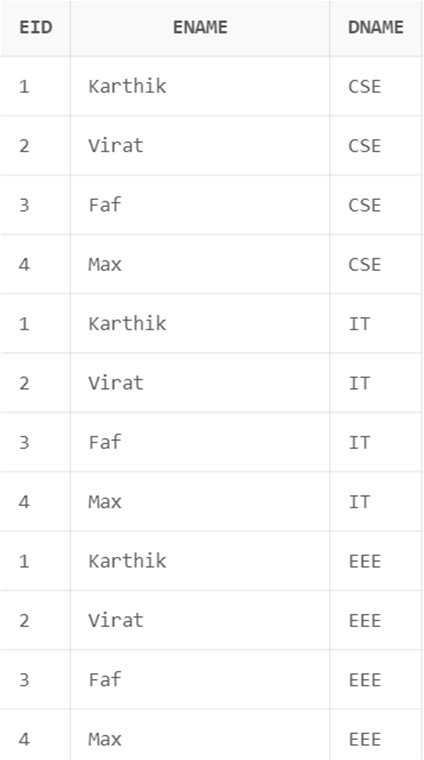 EID ENAME DNAME
1 Karthik CSE
2 Virat CSE
3 Faf CSE
4 Max CSE
1 Karthik IT
2 Virat IT
3 Faf IT
4 Max IT
1 Karthik EEE
2 Virat EEE
3 Faf EEE
4 Max EEE